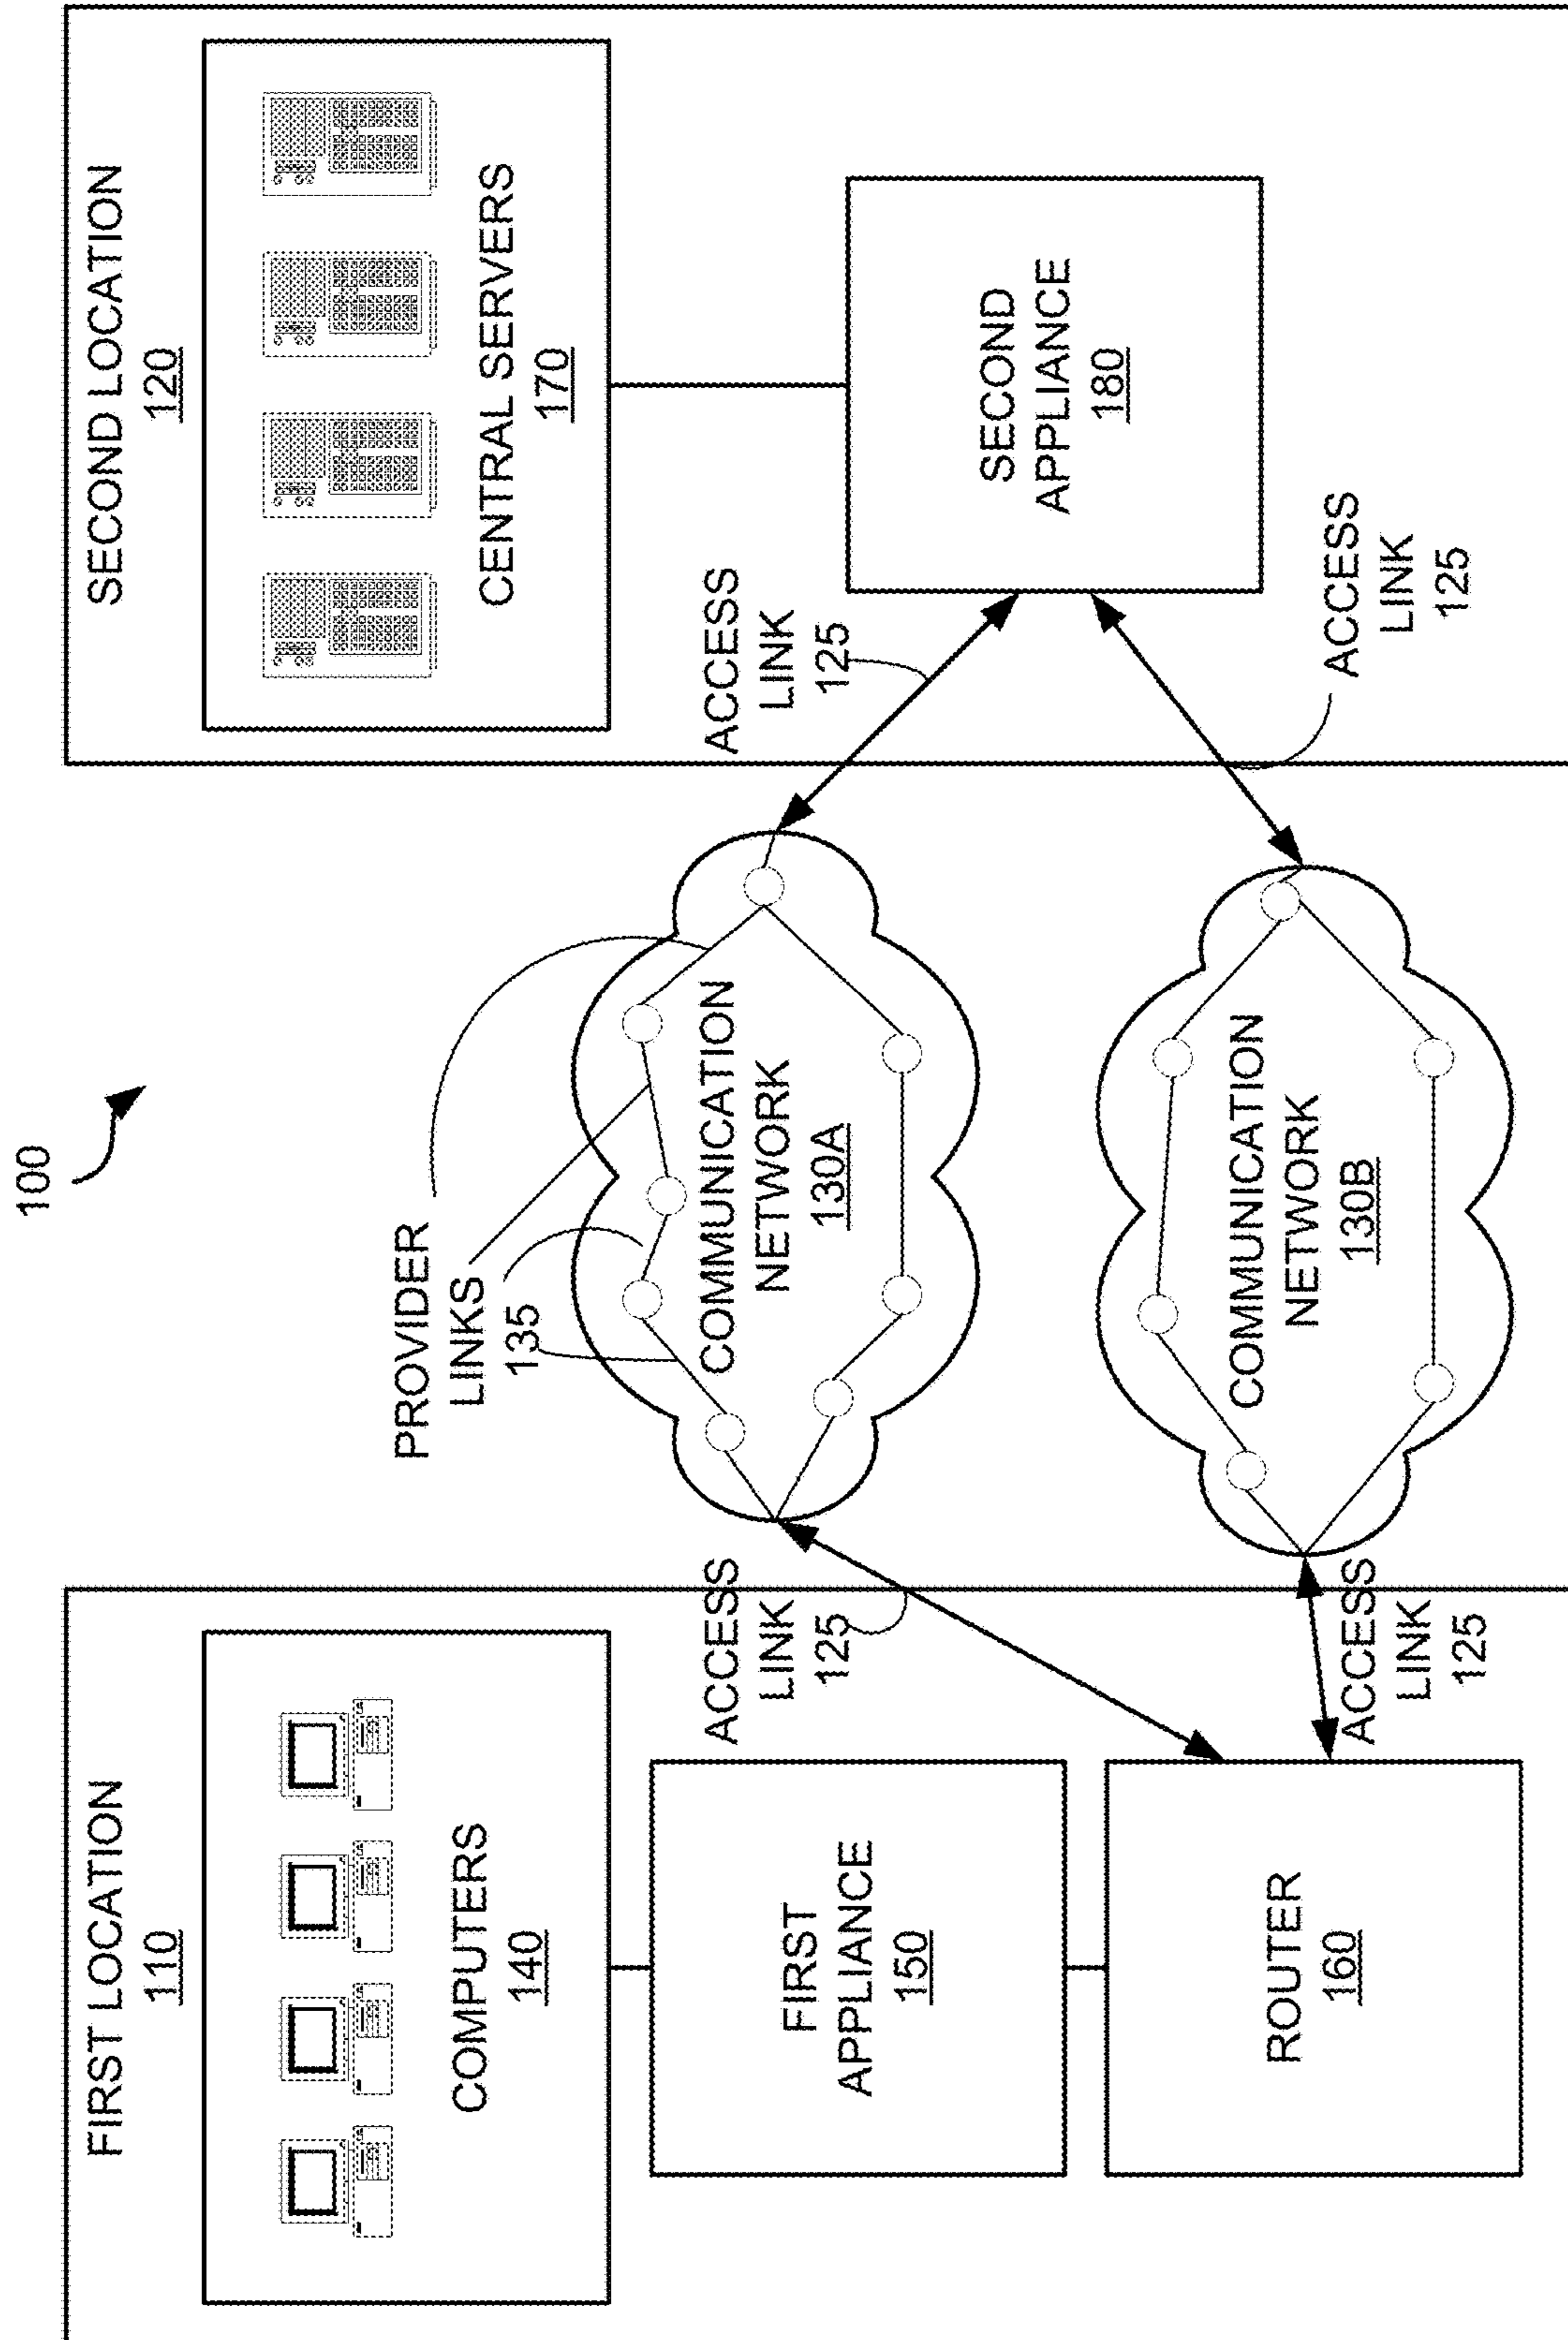 100
FIRST LOCATION
110
COMPUTERS
140
FIRST
APPLIANCE
150
ROUTER
160
ACCESS
LINK
125
ACCESS
LINK
125
PROVIDER
LINKS
135
COMMUNICATION
NETWORK
130A
COMMUNICATION
NETWORK
130B
SECOND LOCATION
120
CENTRAL SERVERS
170
ACCESS
LINK
125
SECOND
APPLIANCE
180
ACCESS
LINK
125